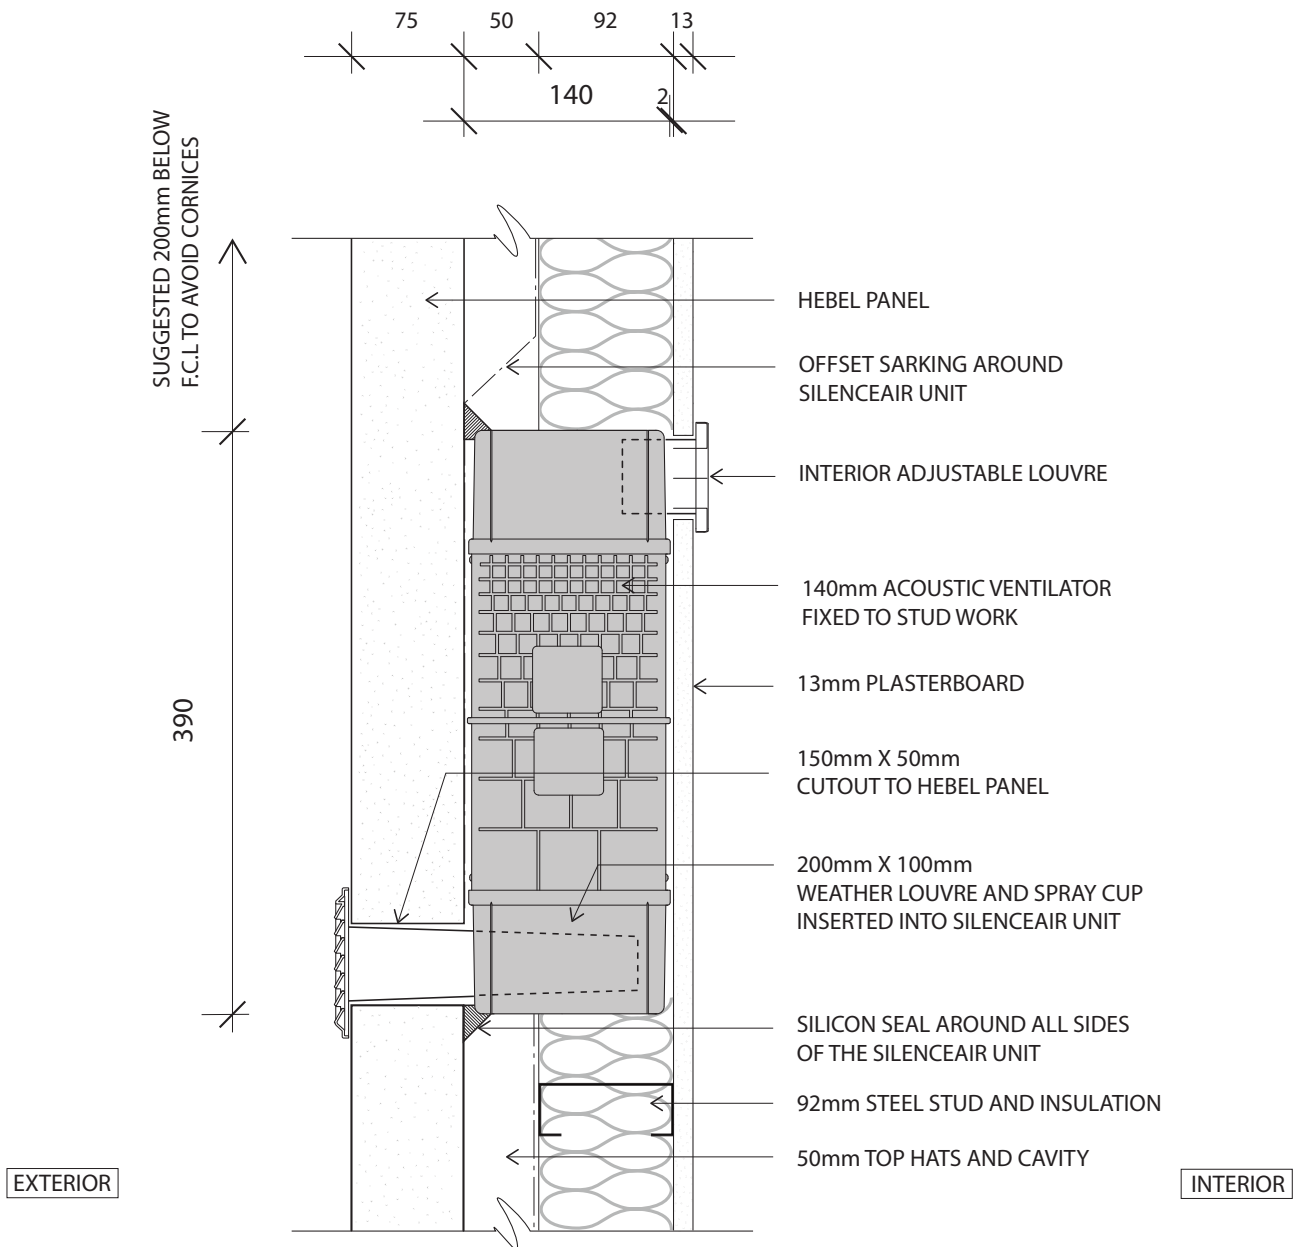 75
50
92
13
140
2
SUGGESTED 200mm BELOW
F.C.L TO AVOID CORNICES
HEBEL PANEL
OFFSET SARKING AROUND
SILENCEAIR UNIT
INTERIOR ADJUSTABLE LOUVRE
140mm ACOUSTIC VENTILATOR
FIXED TO STUD WORK
13mm PLASTERBOARD
390
150mm X 50mm
CUTOUT TO HEBEL PANEL
200mm X 100mm
WEATHER LOUVRE AND SPRAY CUP
INSERTED INTO SILENCEAIR UNIT
SILICON SEAL AROUND ALL SIDES
OF THE SILENCEAIR UNIT
92mm STEEL STUD AND INSULATION
50mm TOP HATS AND CAVITY
EXTERIOR
INTERIOR